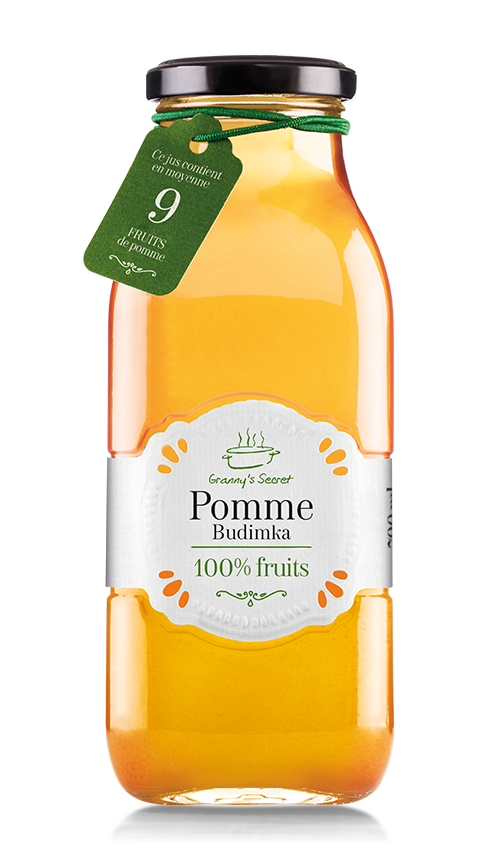 Ce jus contient
en moyenne
9
FRUITS
de pomme
Granny's Secret
Pomme
Budimka
100% fruits